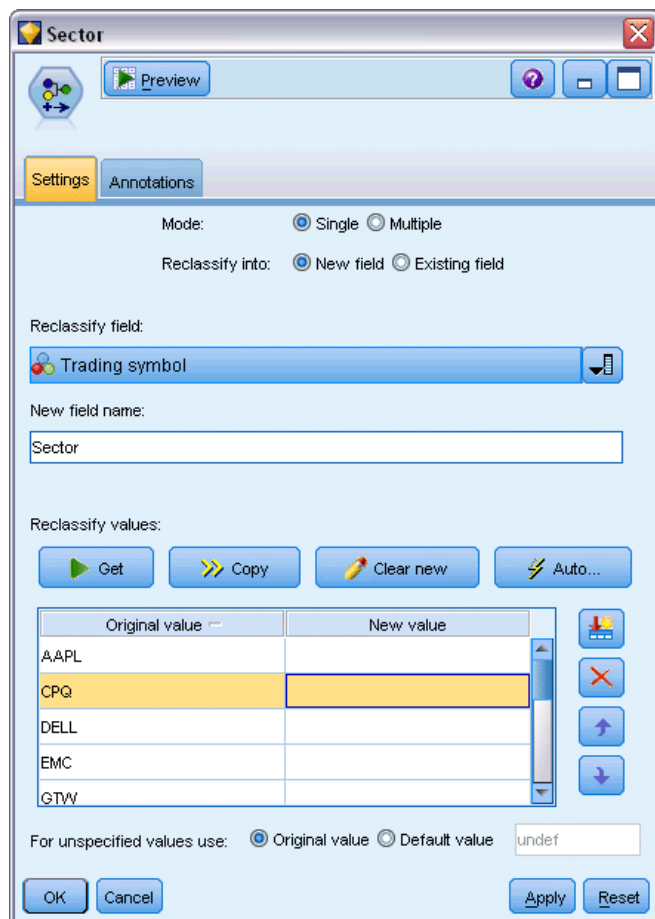 Sector
Preview
Settings Annotations
Mode: Single Multiple
Reclassify into: New field Existing field
Reclassify field:
Trading symbol
New field name:
Sector
Reclassify values:
Get Copy Clear new Auto...
Original value New value
AAPL
CPQ
DELL
EMC
GTW
For unspecified values use: Original value Default value undef
OK Cancel Apply Reset